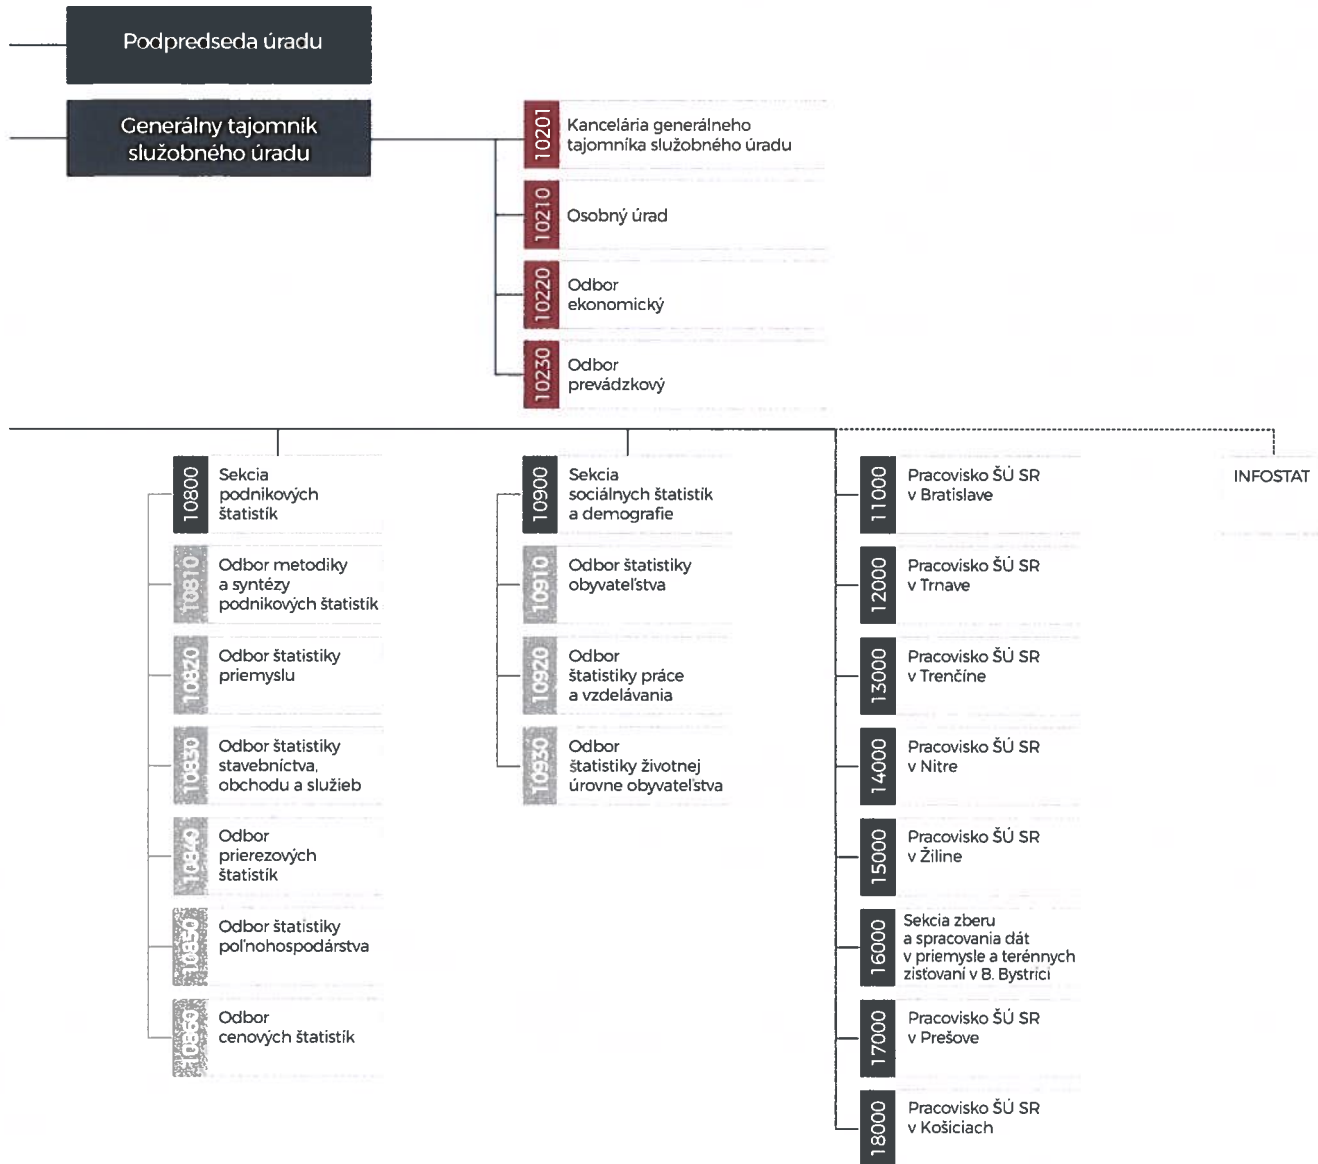 Podpredseda úradu
Generálny tajomník
služobného úradu
10201
Kancelária generálneho
tajomníka služobného úradu
10210
Osobný úrad
10220
Odbor
ekonomický
10230
Odbor
prevádzkový
10800
Sekcia
podnikových
štatistík
10810
Odbor metodiky
a syntézy
podnikových štatistík
10820
Odbor štatistiky
priemyslu
10830
Odbor štatistiky
stavebníctva,
obchodu a služieb
10840
Odbor
prierezových
štatistík
10850
Odbor štatistiky
poľnohospodárstva
10860
Odbor
cenových štatistík
10900
Sekcia
sociálnych štatistík
a demografie
10910
Odbor štatistiky
obyvateľstva
10920
Odbor
štatistiky práce
a vzdelávania
10930
Odbor
štatistiky životnej
úrovne obyvateľstva
11000
Pracovisko ŠÚ SR
v Bratislave
12000
Pracovisko ŠÚ SR
v Trnave
13000
Pracovisko ŠÚ SR
v Trenčíne
14000
Pracovisko ŠÚ SR
v Nitre
15000
Pracovisko ŠÚ SR
v Žiline
16000
Sekcia zberu
a spracovania dát
v priemysle a terénnych
zisťovaní v B. Bystrici
17000
Pracovisko ŠÚ SR
v Prešove
18000
Pracovisko ŠÚ SR
v Košiciach
INFOSTAT